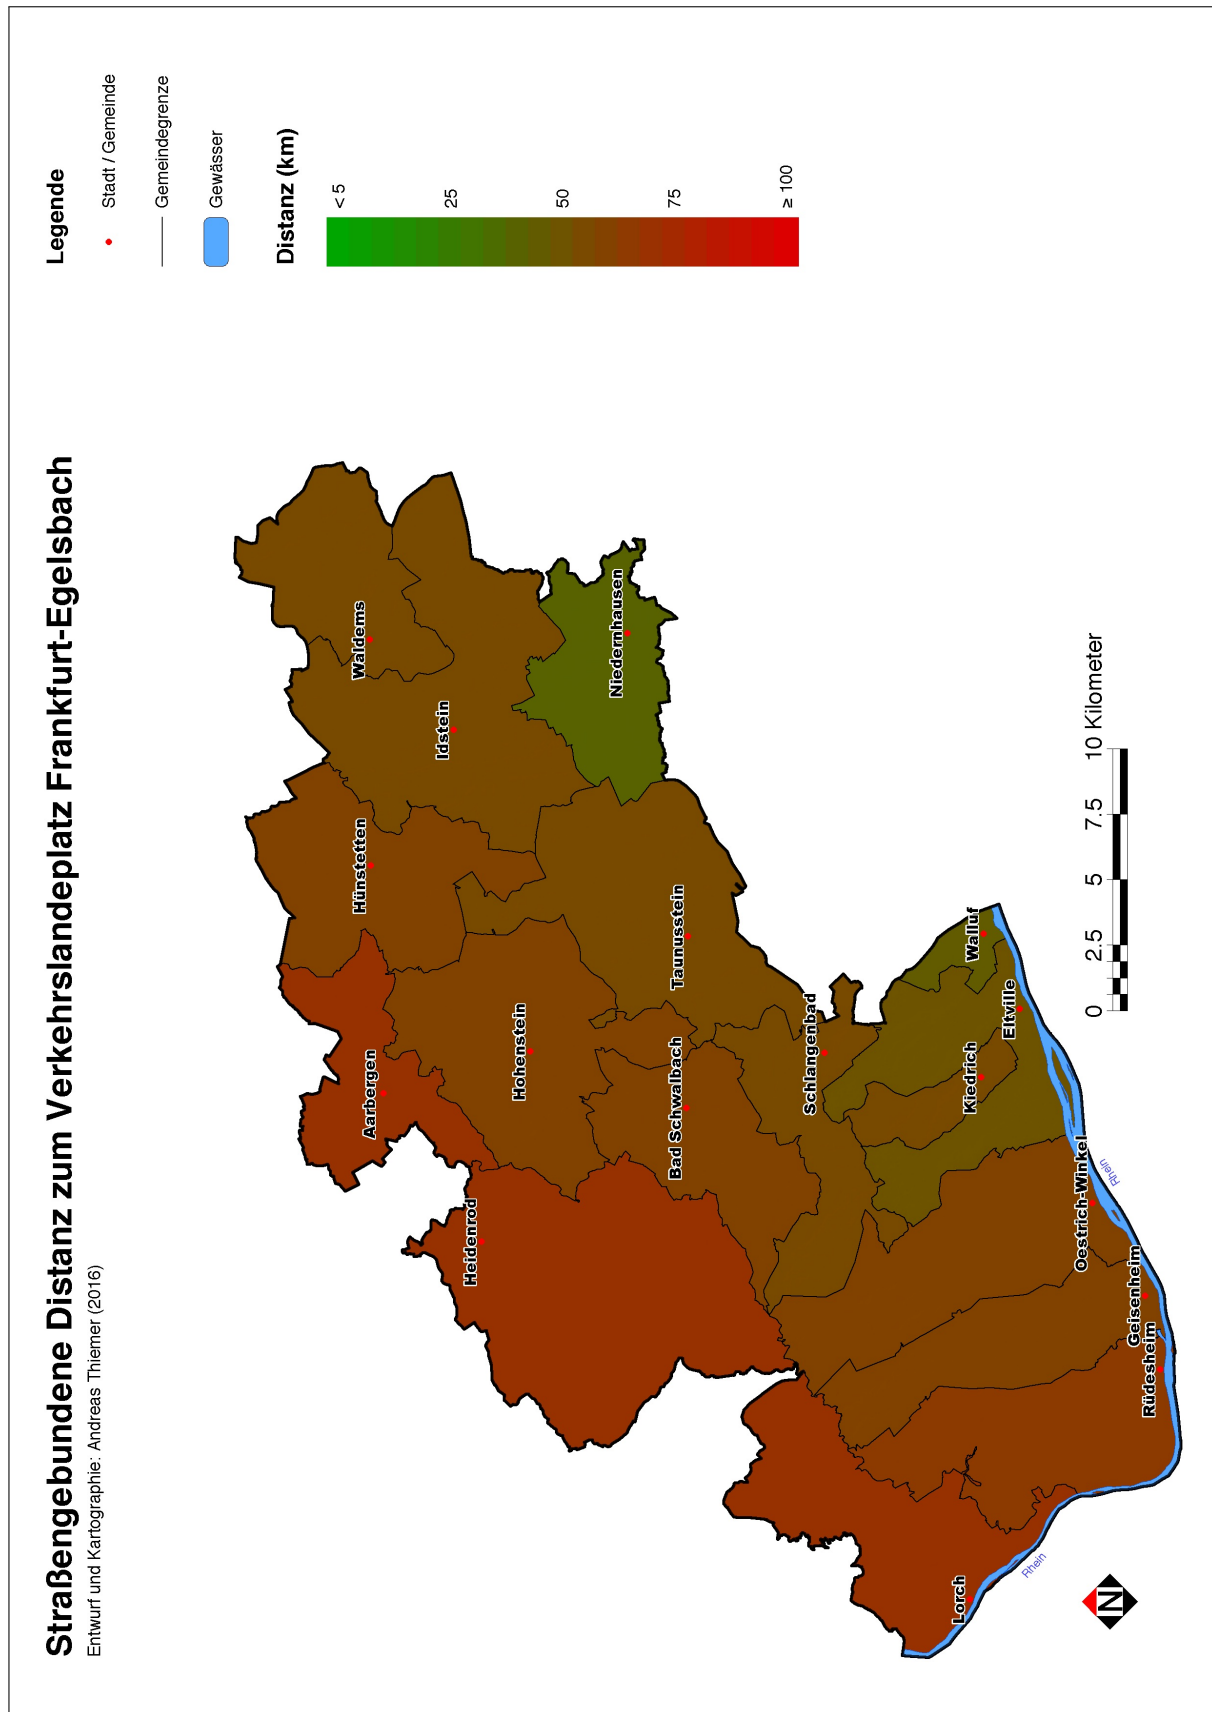 Straßengebundene Distanz zum Verkehrslandeplatz Frankfurt-Egelsbach
Entwurf und Kartographie: Andreas Thiemer (2016)
Legende
Stadt / Gemeinde
Gemeindegrenze
Gewässer
Distanz (km)
< 5
25
50
75
≥ 100
Waldems
Hünstetten
Aarbergen
Idstein
Heidenrod
Hohenstein
Niedernhausen
Taunusstein
Bad Schwalbach
Schlangenbad
Walluf
Eltville
Kiedrich
Oestrich-Winkel
Geisenheim
Rüdesheim
Lorch
Rhein
Rhein
N
0 2.5 5 7.5 10 Kilometer